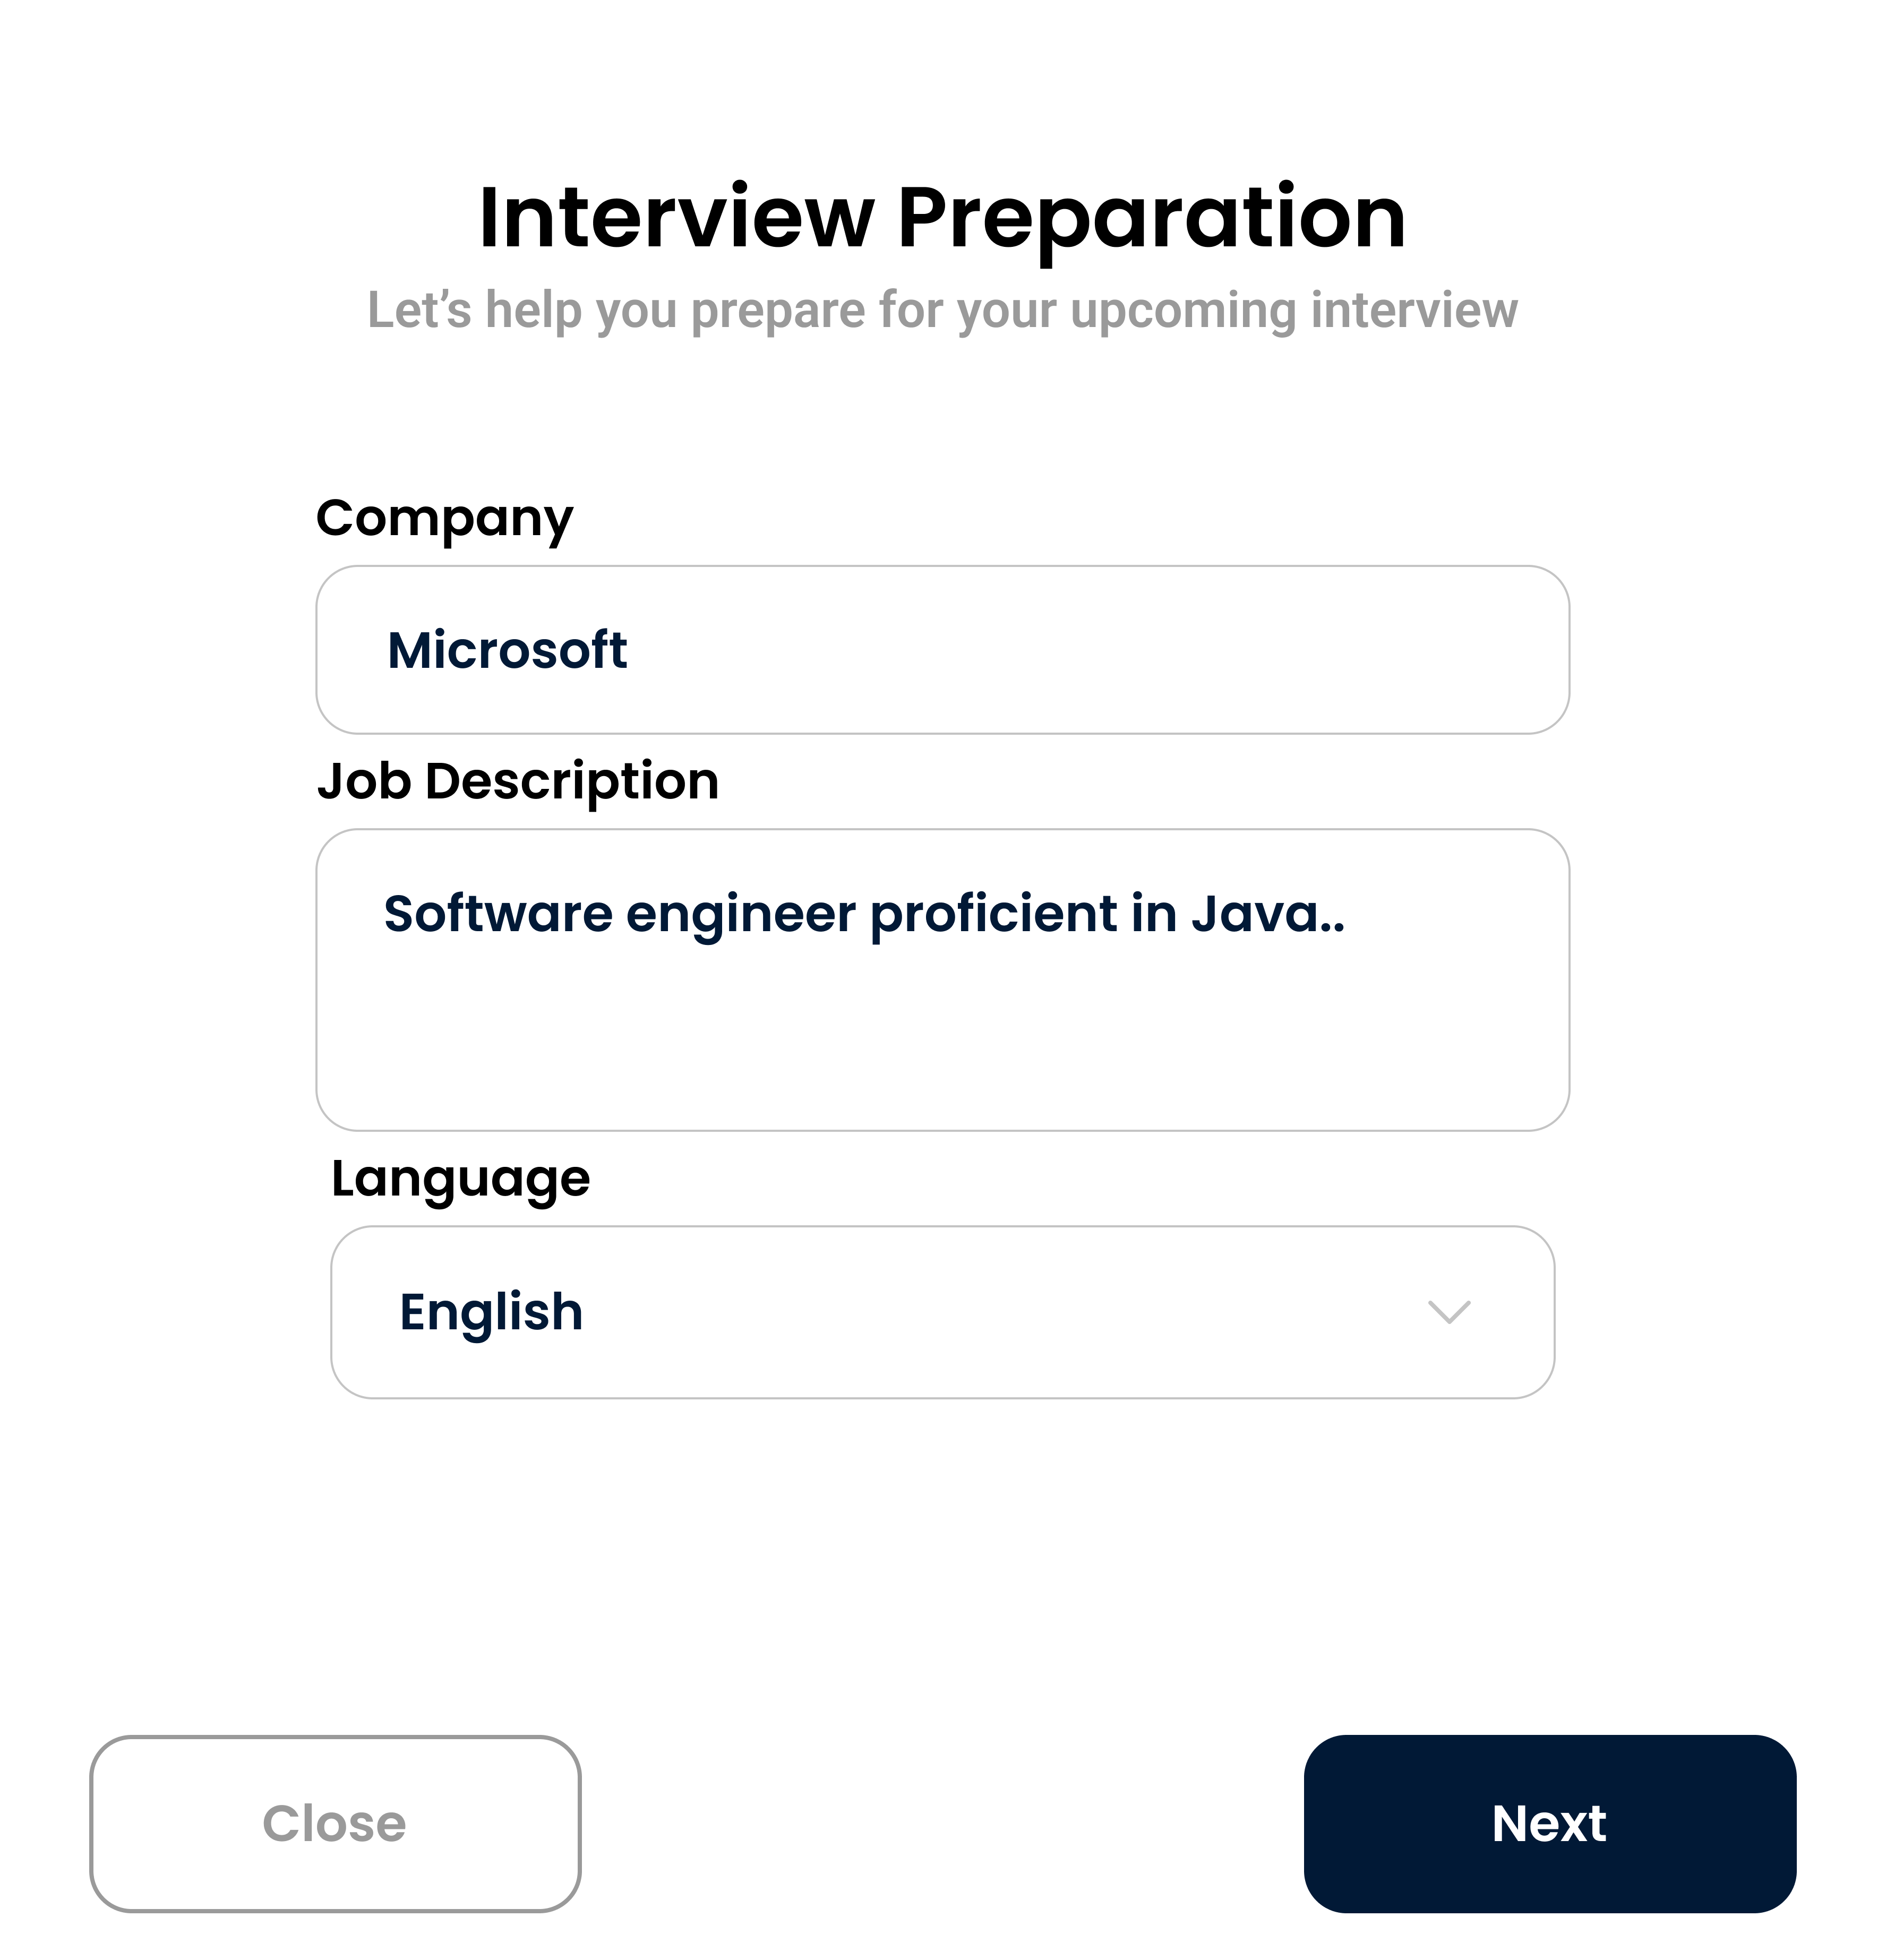 Interview Preparation
Let’s help you prepare for your upcoming interview
Company
Microsoft
Job Description
Software engineer proficient in Java..
Language
English
Close
Next